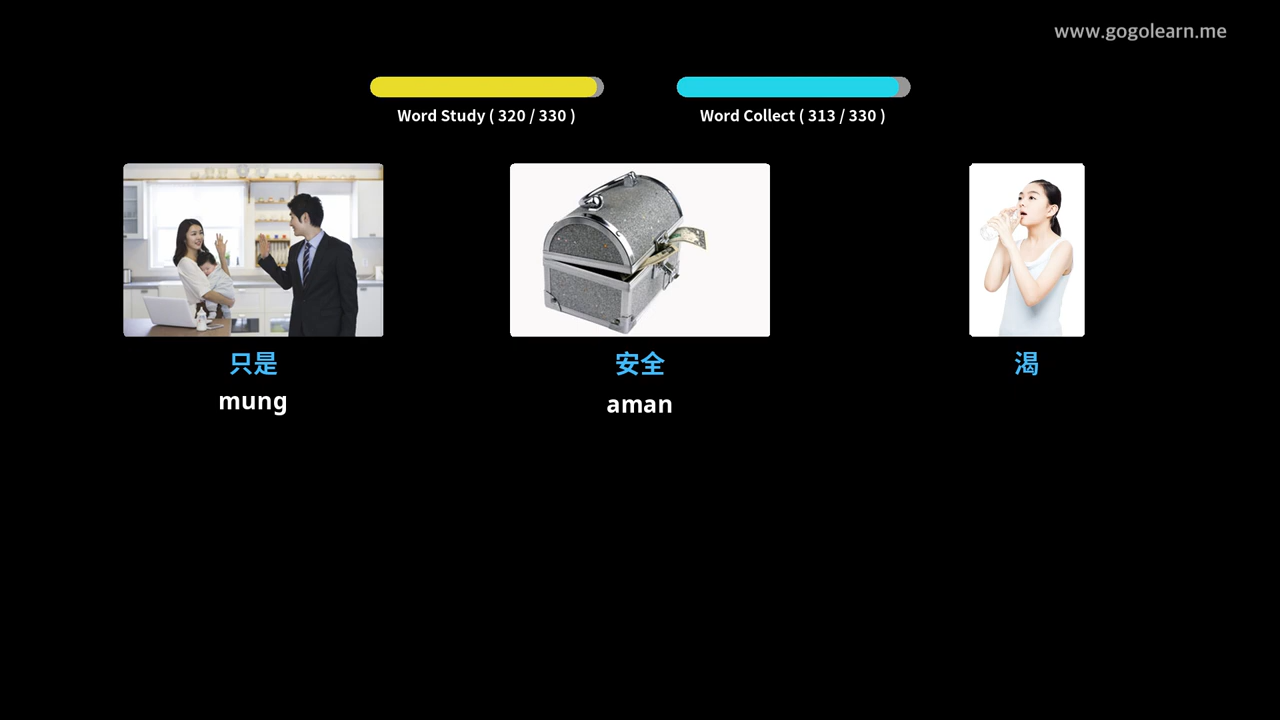 www.gogolearn.me
Word Study ( 320 / 330 )
Word Collect ( 313 / 330 )
只是
安全
渴
mung
aman